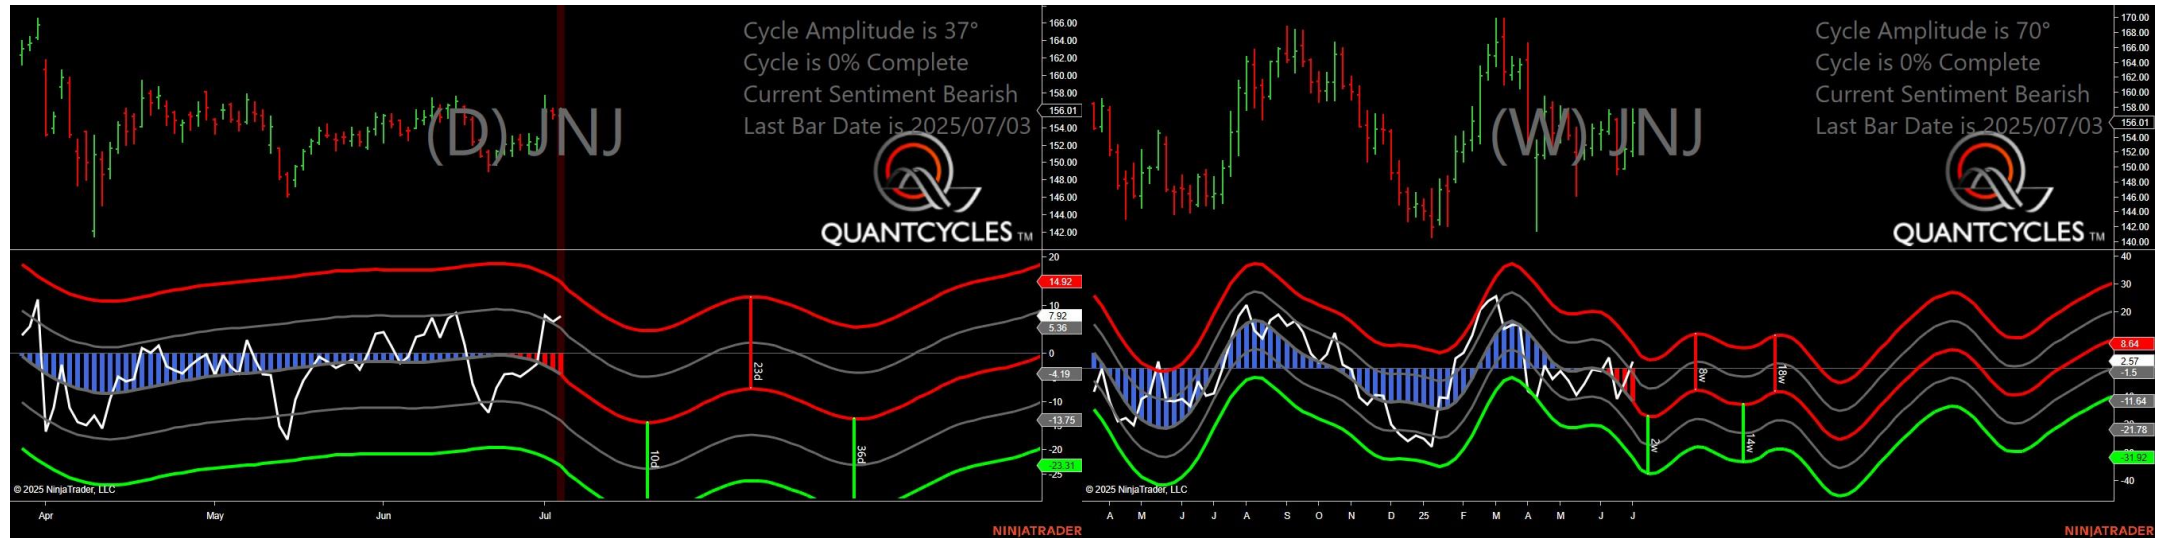 Cycle Amplitude is 37°
Cycle is 0% Complete
Current Sentiment Bearish
Last Bar Date is 2025/07/03
(D) JNJ
QUANTCYCLES TM
166.00
164.00
162.00
160.00
158.00
156.01
154.00
152.00
150.00
148.00
146.00
144.00
142.00
20
14.92
10
7.92
5.36
0
-4.19
-10
-13.75
-20
-23.31
-25
23d
10d
36d
© 2025 NinjaTrader, LLC
Apr May Jun Jul
NINJATRADER
Cycle Amplitude is 70°
Cycle is 0% Complete
Current Sentiment Bearish
Last Bar Date is 2025/07/03
(W) JNJ
QUANTCYCLES TM
170.00
168.00
166.00
164.00
162.00
160.00
158.00
156.01
154.00
152.00
150.00
148.00
146.00
144.00
142.00
140.00
40
30
20
8.64
2.57
-1.5
-11.64
-21.78
-31.92
-40
8w
18w
2w
14w
© 2025 NinjaTrader, LLC
A M J J A S O N D 25 F M A M J J
NINJATRADER